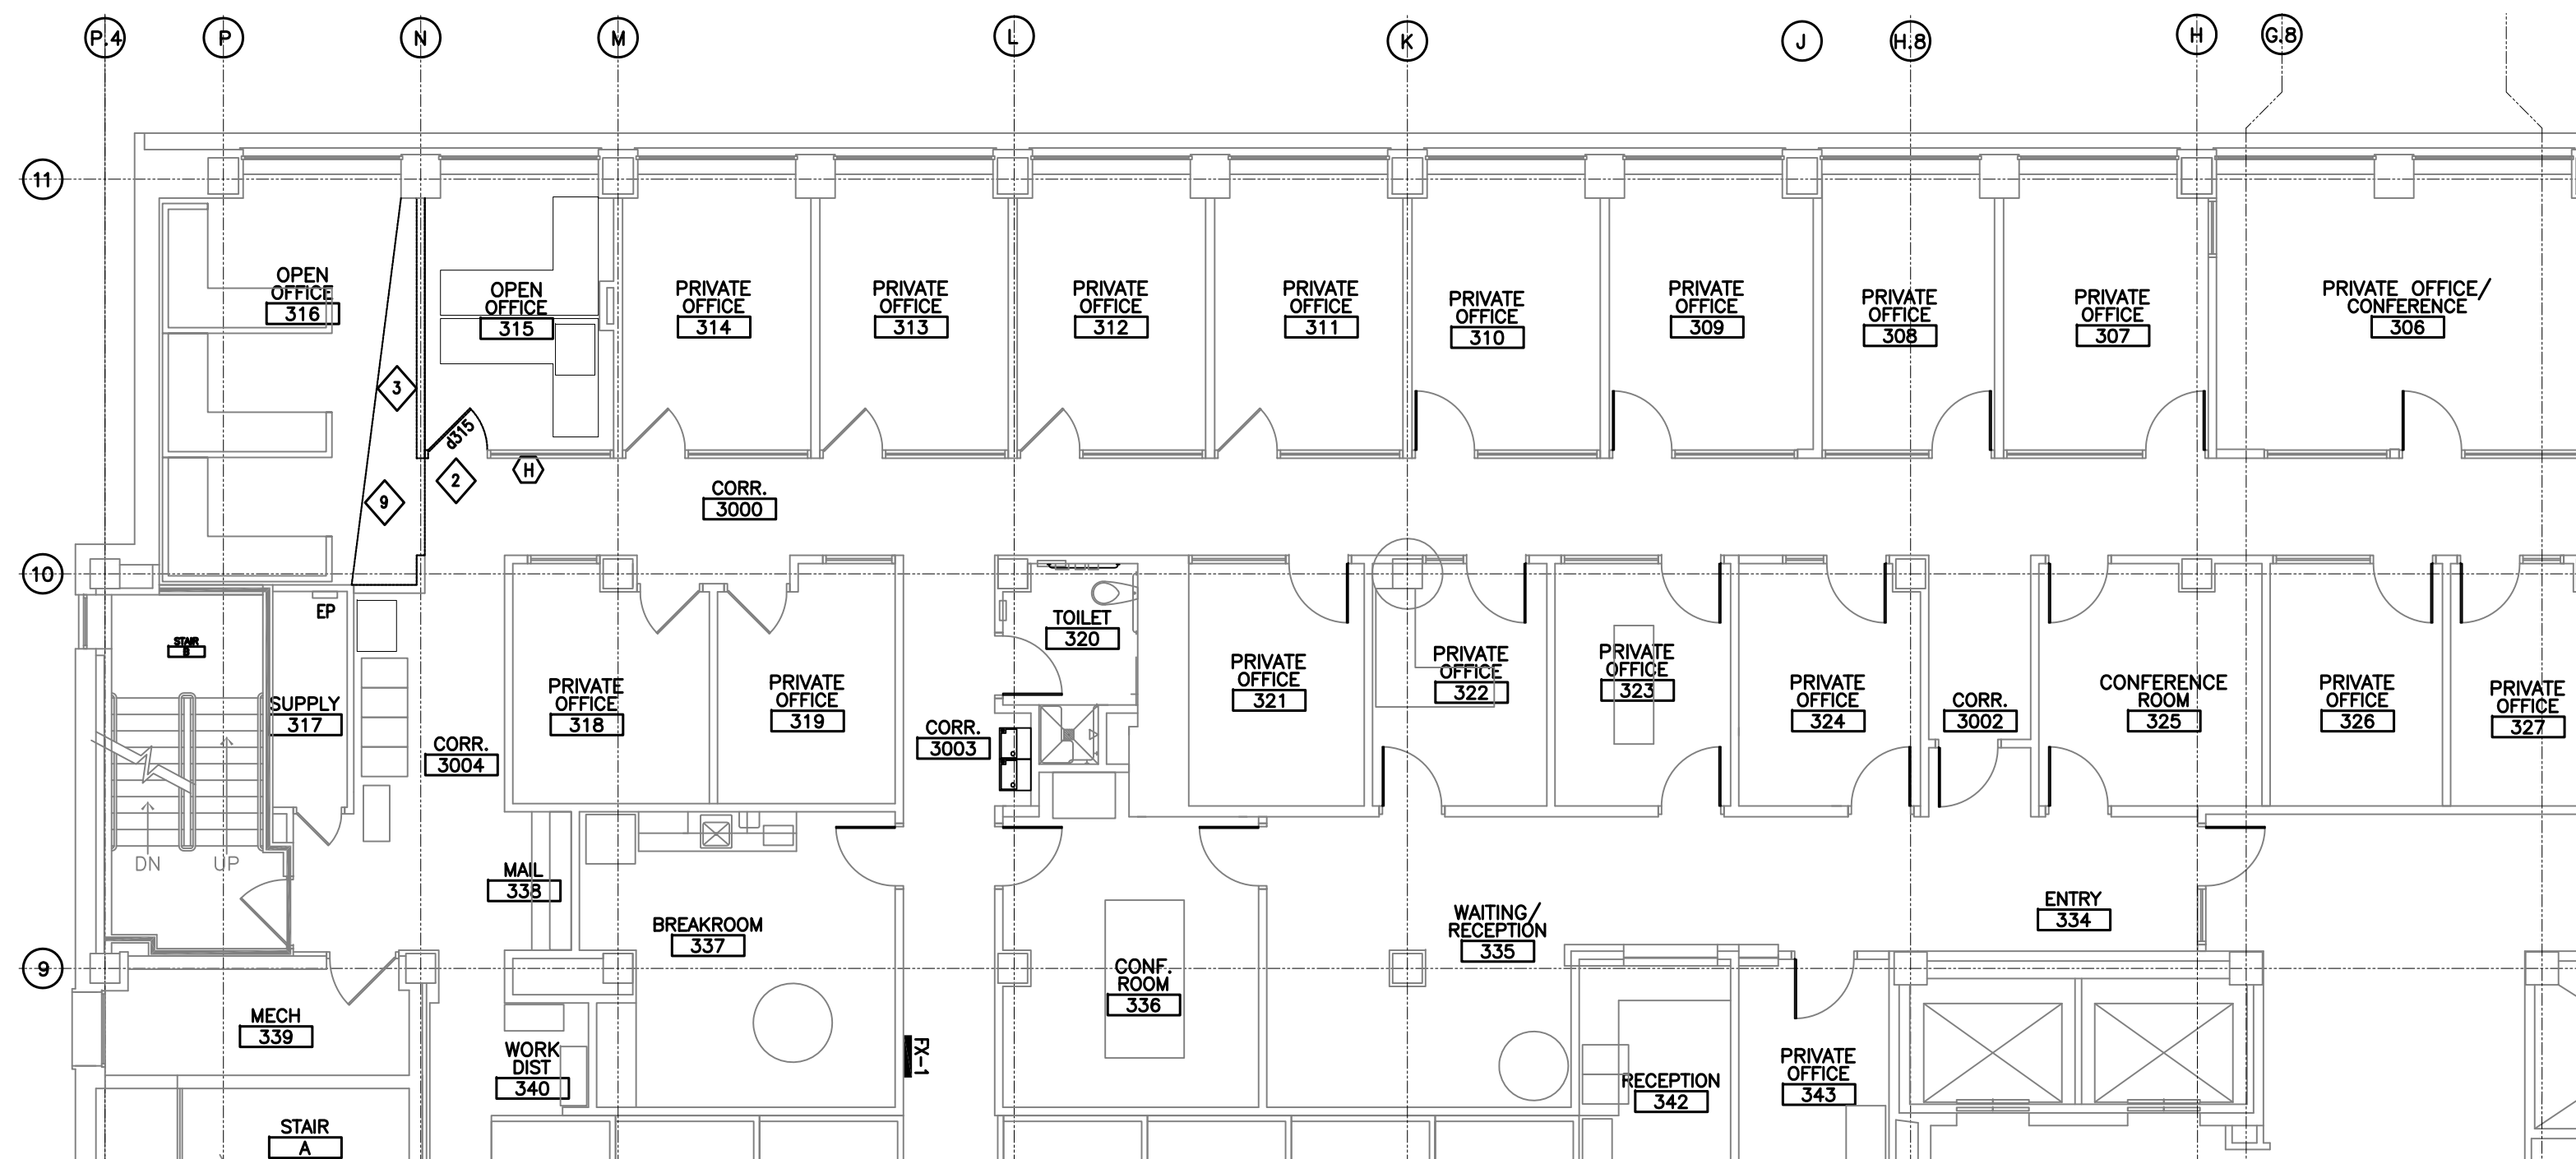 P.4
P
N
M
L
K
J
H.8
H
G.8
11
OPEN
OFFICE
316
OPEN
OFFICE
315
PRIVATE
OFFICE
314
PRIVATE
OFFICE
313
PRIVATE
OFFICE
312
PRIVATE
OFFICE
311
PRIVATE
OFFICE
310
PRIVATE
OFFICE
309
PRIVATE
OFFICE
308
PRIVATE
OFFICE
307
PRIVATE OFFICE/
CONFERENCE
306
3
d315
9
2
H
CORR.
3000
10
EP
STAIR
B
SUPPLY
317
CORR.
3004
PRIVATE
OFFICE
318
PRIVATE
OFFICE
319
CORR.
3003
TOILET
320
PRIVATE
OFFICE
321
PRIVATE
OFFICE
322
PRIVATE
OFFICE
323
PRIVATE
OFFICE
324
CORR.
3002
CONFERENCE
ROOM
325
PRIVATE
OFFICE
326
PRIVATE
OFFICE
327
DN
UP
MAIL
338
BREAKROOM
337
WAITING/
RECEPTION
335
ENTRY
334
9
MECH
339
WORK
DIST
340
FX-1
CONF.
ROOM
336
RECEPTION
342
PRIVATE
OFFICE
343
STAIR
A